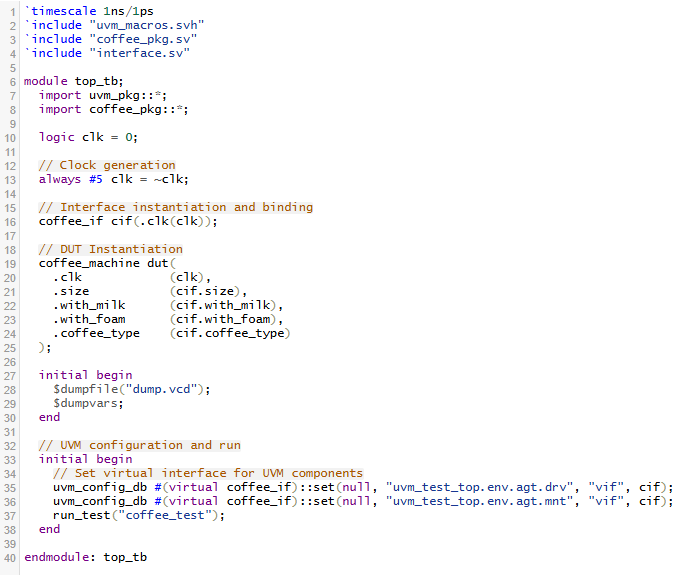 1 `timescale 1ns/1ps
2 `include "uvm_macros.svh"
3 `include "coffee_pkg.sv"
4 `include "interface.sv"
5
6 module top_tb;
7   import uvm_pkg::*;
8   import coffee_pkg::*;
9
10   logic clk = 0;
11
12   // Clock generation
13   always #5 clk = ~clk;
14
15   // Interface instantiation and binding
16   coffee_if cif(.clk(clk));
17
18   // DUT Instantiation
19   coffee_machine dut(
20     .clk            (clk),
21     .size           (cif.size),
22     .with_milk      (cif.with_milk),
23     .with_foam      (cif.with_foam),
24     .coffee_type    (cif.coffee_type)
25   );
26
27   initial begin
28     $dumpfile("dump.vcd");
29     $dumpvars;
30   end
31
32   // UVM configuration and run
33   initial begin
34     // Set virtual interface for UVM components
35     uvm_config_db #(virtual coffee_if)::set(null, "uvm_test_top.env.agt.drv", "vif", cif);
36     uvm_config_db #(virtual coffee_if)::set(null, "uvm_test_top.env.agt.mnt", "vif", cif);
37     run_test("coffee_test");
38   end
39
40 endmodule: top_tb